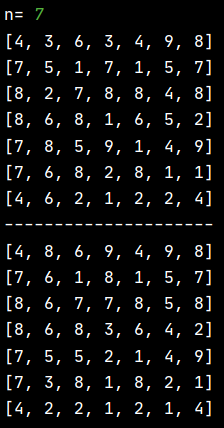 n= 7
[4, 3, 6, 3, 4, 9, 8]
[7, 5, 1, 7, 1, 5, 7]
[8, 2, 7, 8, 8, 4, 8]
[8, 6, 8, 1, 6, 5, 2]
[7, 8, 5, 9, 1, 4, 9]
[7, 6, 8, 2, 8, 1, 1]
[4, 6, 2, 1, 2, 2, 4]
---------------------
[4, 8, 6, 9, 4, 9, 8]
[7, 6, 1, 8, 1, 5, 7]
[8, 6, 7, 7, 8, 5, 8]
[8, 6, 8, 3, 6, 4, 2]
[7, 5, 5, 2, 1, 4, 9]
[7, 3, 8, 1, 8, 2, 1]
[4, 2, 2, 1, 2, 1, 4]